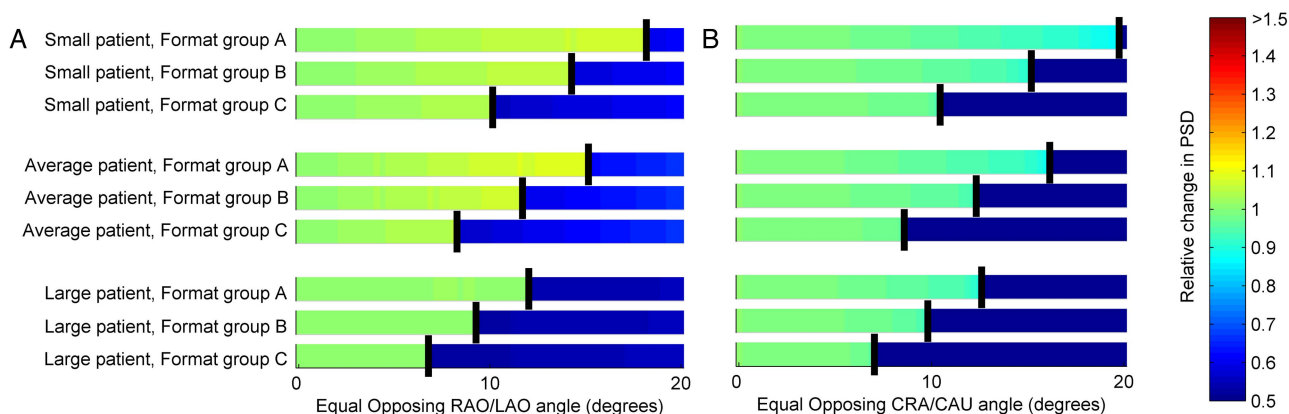 A
Small patient, Format group A
Small patient, Format group B
Small patient, Format group C
Average patient, Format group A
Average patient, Format group B
Average patient, Format group C
Large patient, Format group A
Large patient, Format group B
Large patient, Format group C
0 10 20
Equal Opposing RAO/LAO angle (degrees)
B
0 10 20
Equal Opposing CRA/CAU angle (degrees)
Relative change in PSD
>1.5
1.4
1.3
1.2
1.1
1
0.9
0.8
0.7
0.6
0.5